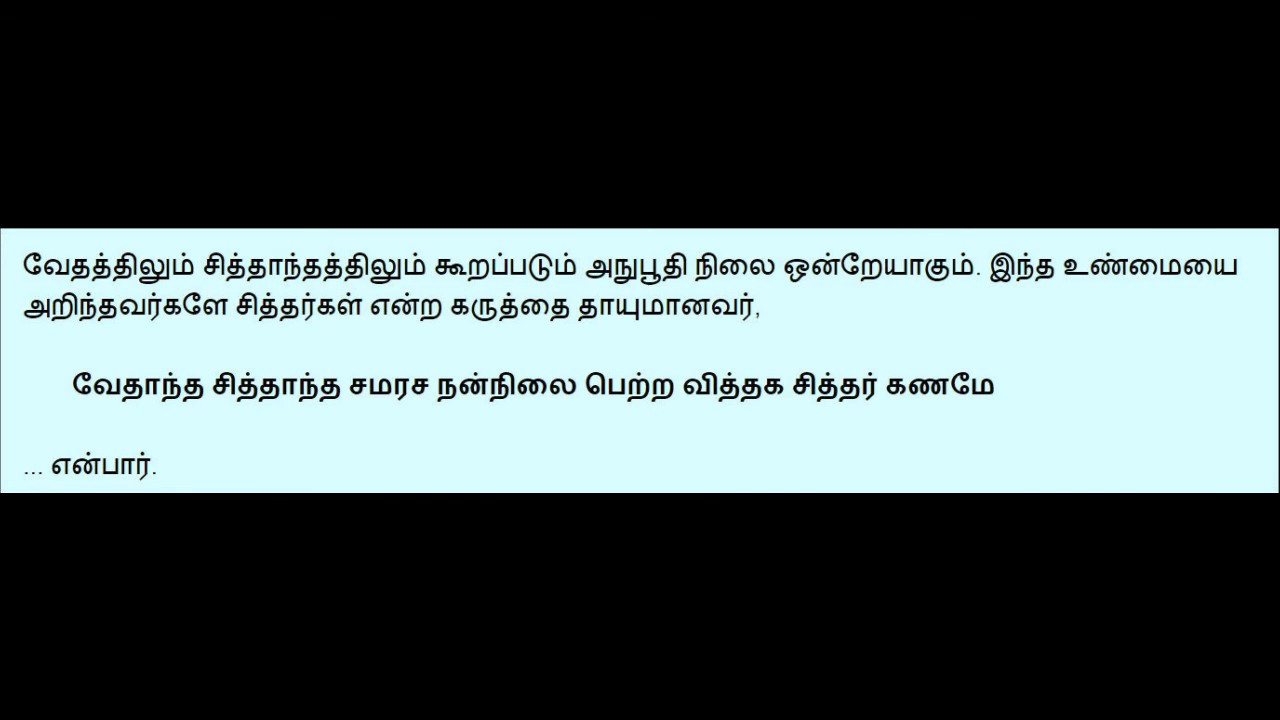 வேதத்திலும் சித்தாந்தத்திலும் கூறப்படும் அநுபூதி நிலை ஒன்றேயாகும். இந்த உண்மையை
அறிந்தவர்களே சித்தர்கள் என்ற கருத்தை தாயுமானவர்,
வேதாந்த சித்தாந்த சமரச நன்நிலை பெற்ற வித்தக சித்தர் கணமே
... என்பார்.